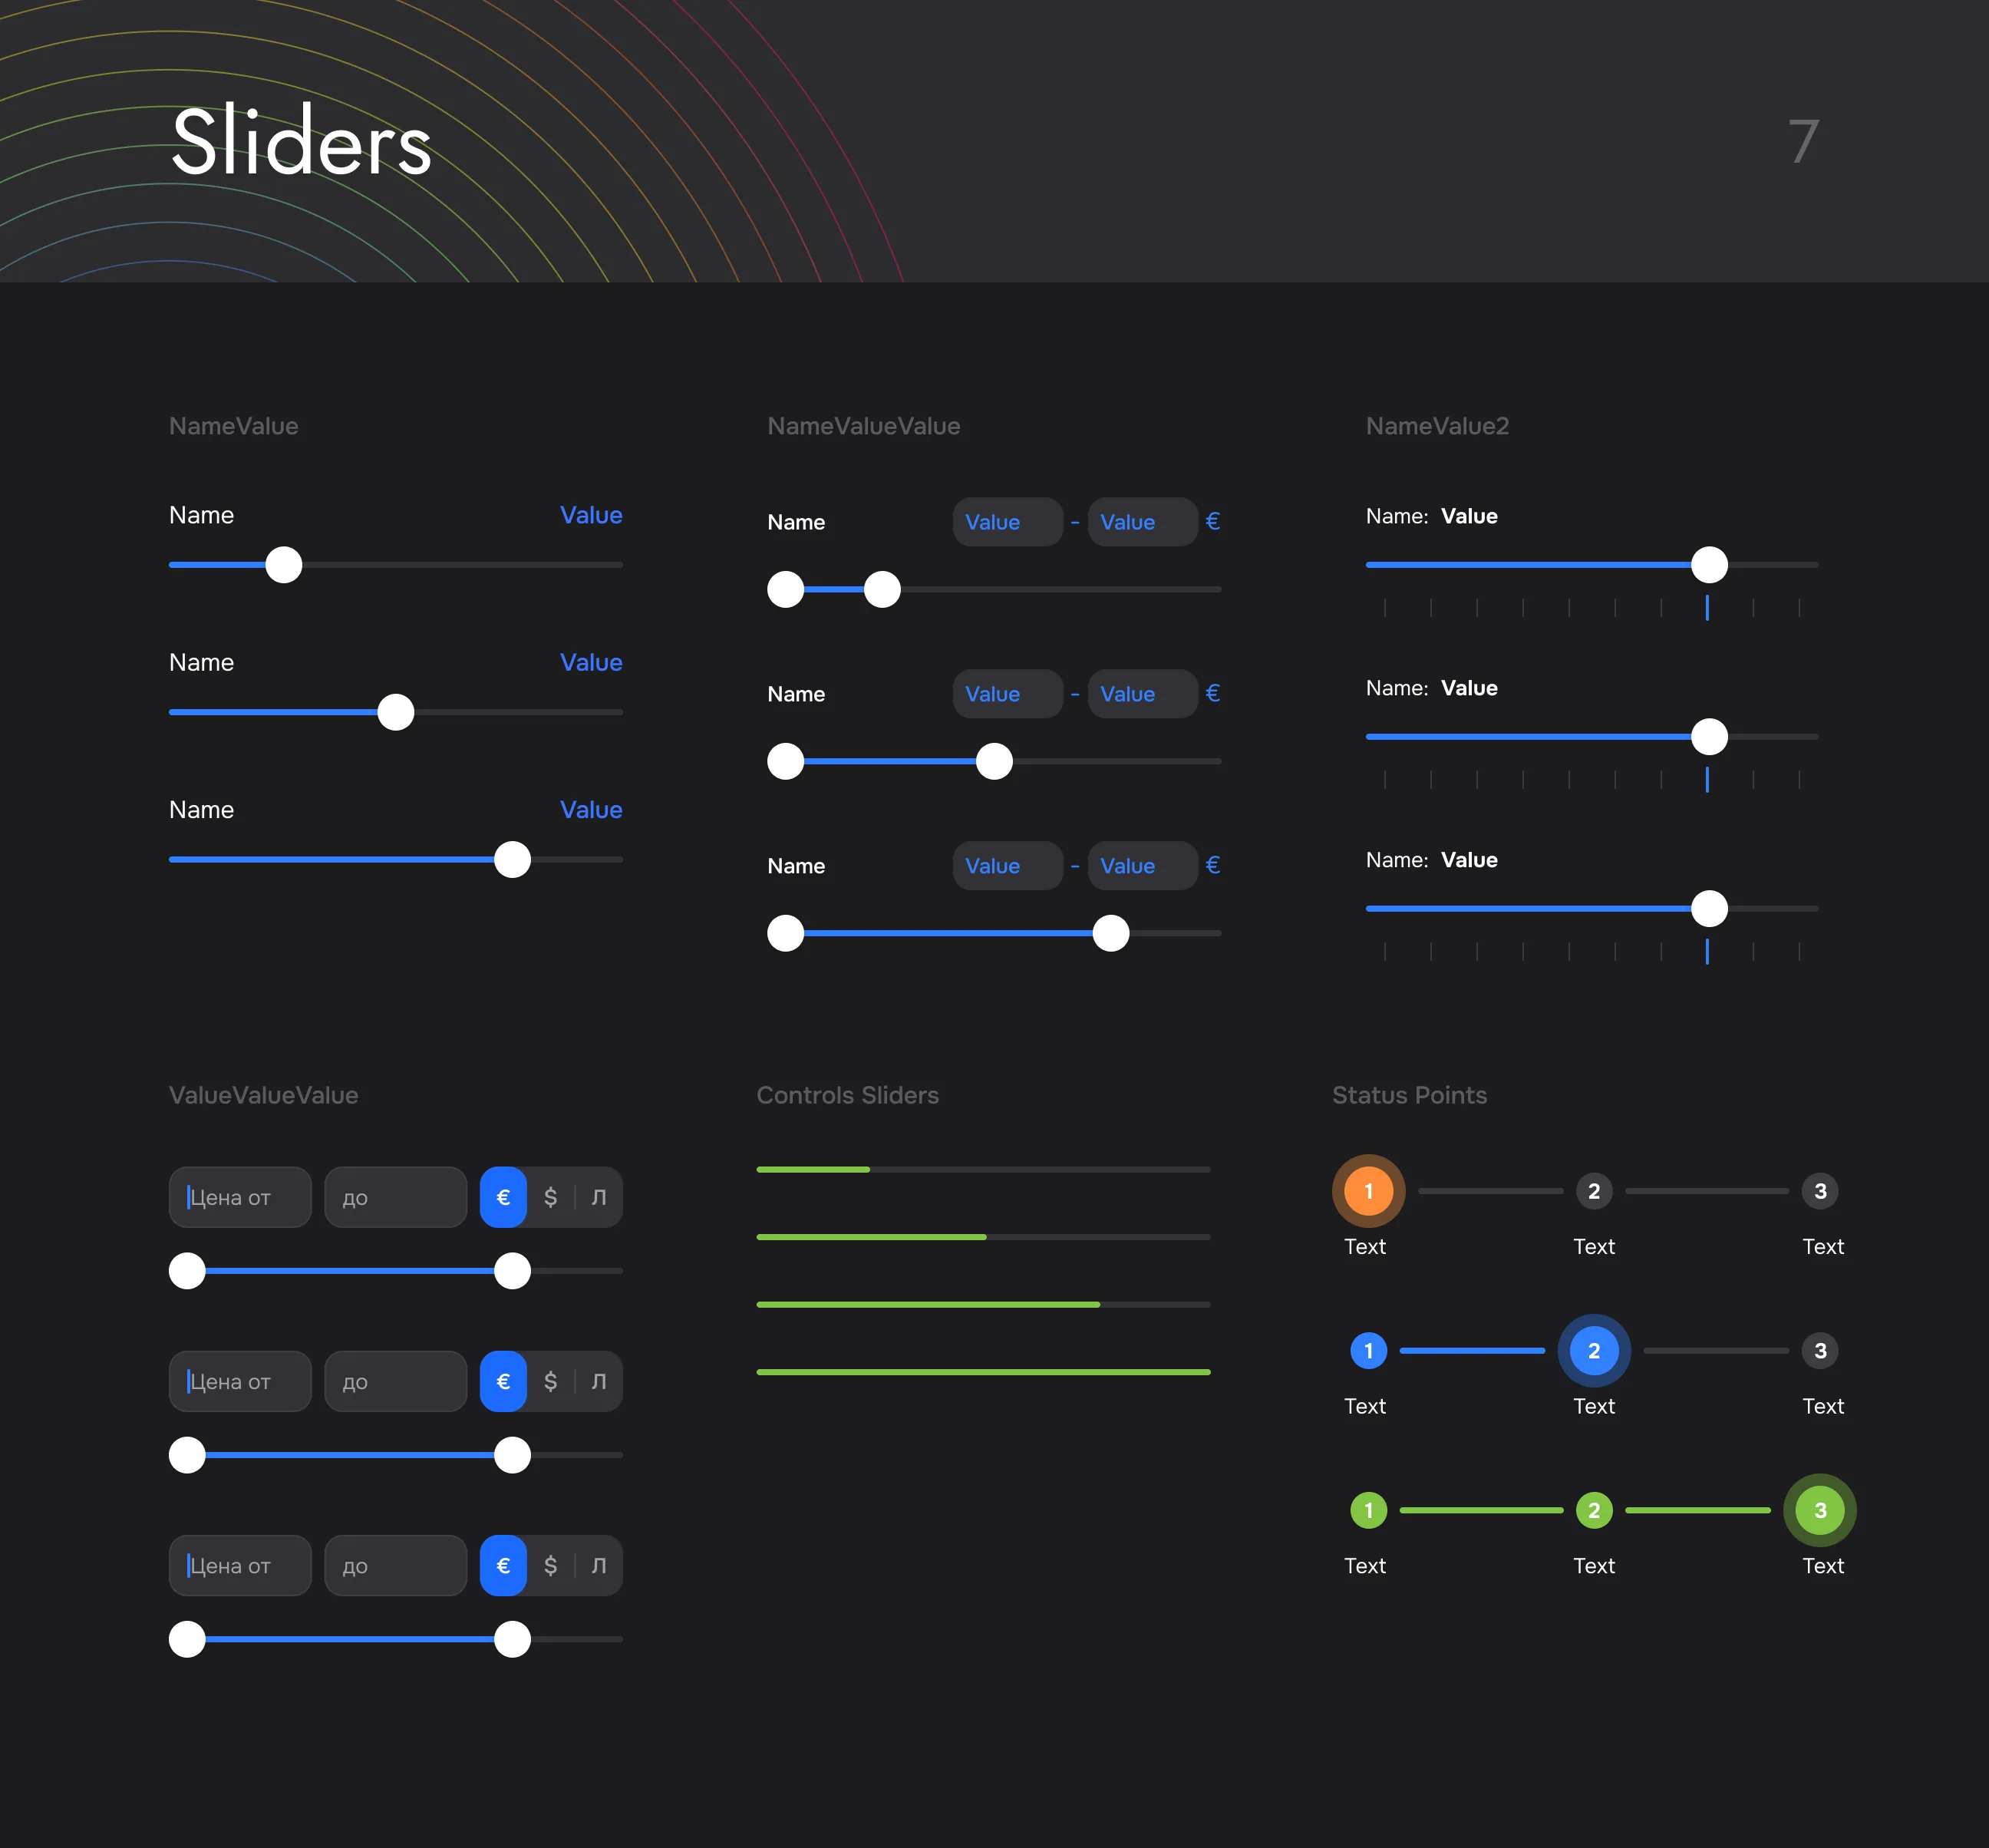 Sliders
7
NameValue
Name Value
Name Value
Name Value
NameValueValue
Name Value - Value €
Name Value - Value €
Name Value - Value €
NameValue2
Name: Value
Name: Value
Name: Value
ValueValueValue
Цена от до € $ Л
Цена от до € $ Л
Цена от до € $ Л
Controls Sliders
Status Points
1 2 3
Text Text Text
1 2 3
Text Text Text
1 2 3
Text Text Text